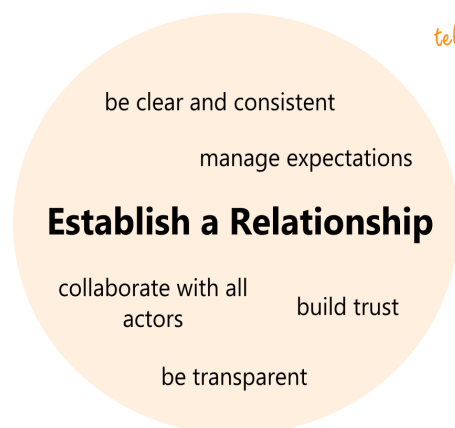 be clear and consistent
manage expectations
Establish a Relationship
collaborate with all
actors
build trust
be transparent